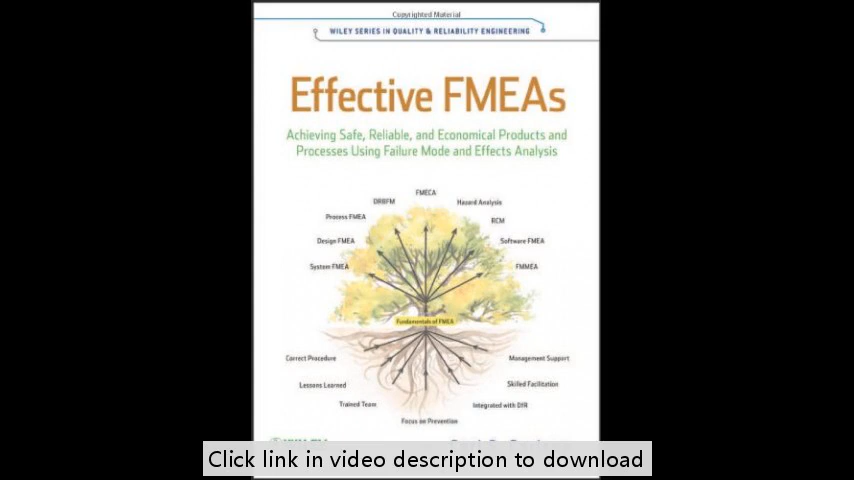 Copyrighted Material
WILEY SERIES IN QUALITY & RELIABILITY ENGINEERING
Effective FMEAs
Achieving Safe, Reliable, and Economical Products and
Processes Using Failure Mode and Effects Analysis
FMECA
DRBFM
Hazard Analysis
Process FMEA
RCM
Design FMEA
Software FMEA
System FMEA
FMMEA
Fundamentals of FMEA
Correct Procedure
Management Support
Lessons Learned
Skilled Facilitation
Trained Team
Integrated with DfR
Focus on Prevention
Click link in video description to download